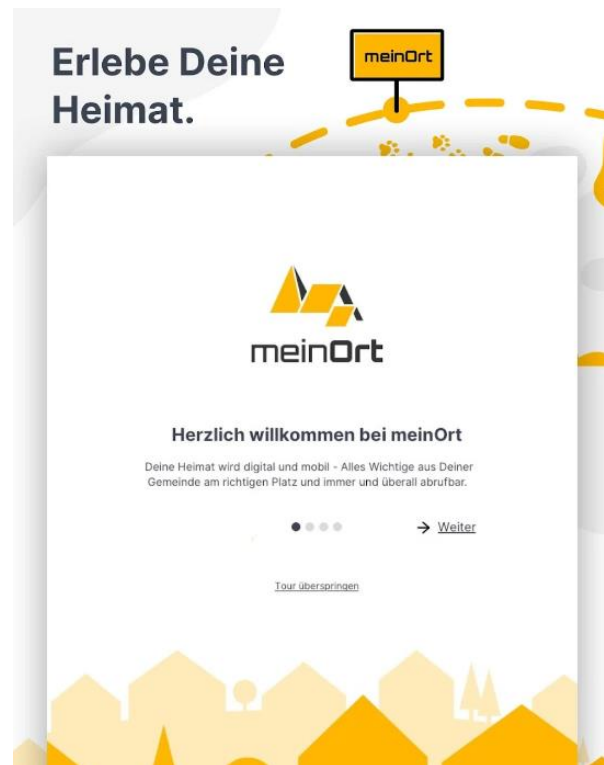 Erlebe Deine
Heimat.
meinOrt
meinOrt
Herzlich willkommen bei meinOrt
Deine Heimat wird digital und mobil - Alles Wichtige aus Deiner
Gemeinde am richtigen Platz und immer und überall abrufbar.
→ Weiter
Tour überspringen